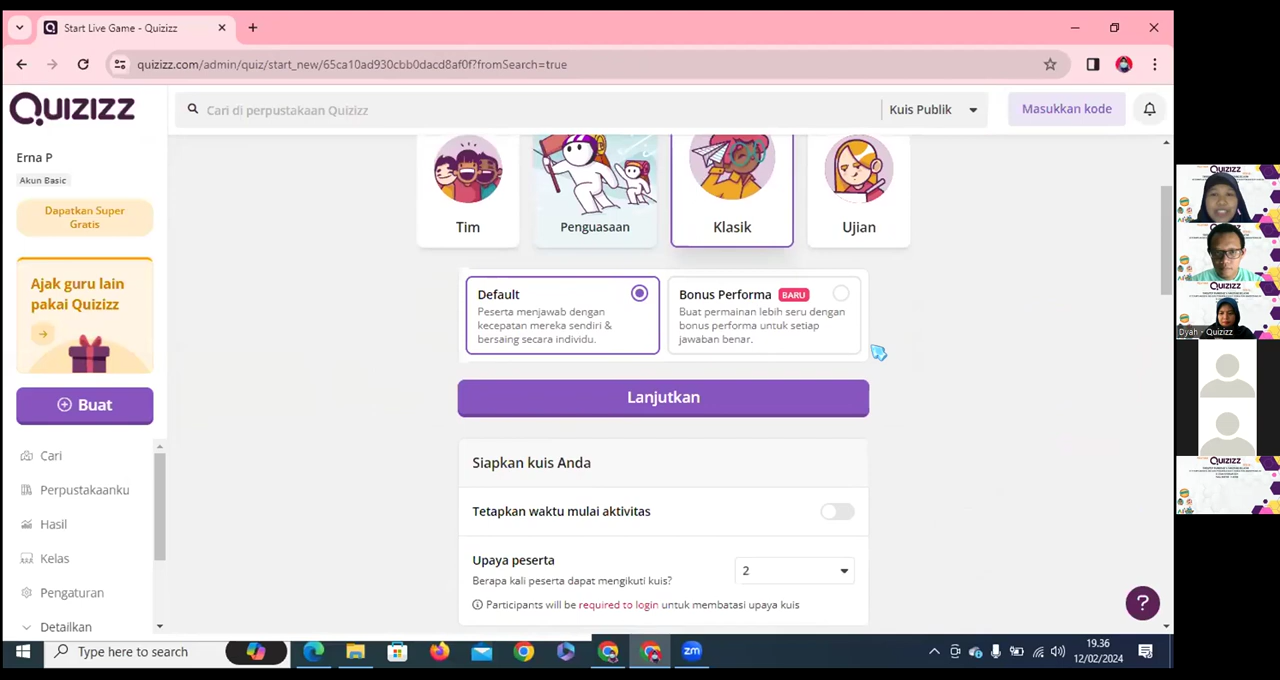 Start Live Game - Quizizz
quizizz.com/admin/quiz/start_new/65ca10ad930cbb0dacd8af0f?fromSearch=true
QUIZIZZ
Cari di perpustakaan Quizizz
Kuis Publik
Masukkan kode
Erna P
Akun Basic
Dapatkan Super
Gratis
Ajak guru lain
pakai Quizizz
Buat
Cari
Perpustakaanku
Hasil
Kelas
Pengaturan
Detailkan
Tim
Penguasaan
Klasik
Ujian
Default
Peserta menjawab dengan
kecepatan mereka sendiri &
bersaing secara individu.
Bonus Performa BARU
Buat permainan lebih seru dengan
bonus performa untuk setiap
jawaban benar.
Lanjutkan
Siapkan kuis Anda
Tetapkan waktu mulai aktivitas
Upaya peserta
Berapa kali peserta dapat mengikuti kuis?
2
Participants will be required to login untuk membatasi upaya kuis
?
QUIZIZZ
QUIZIZZ
QUIZIZZ
Dyah - Quizizz
QUIZIZZ
Type here to search
zm
19.36
12/02/2024